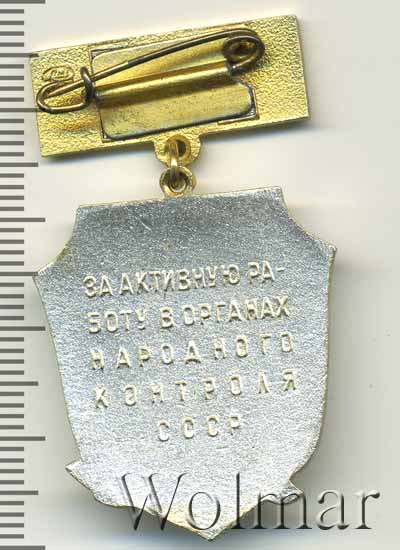 ЗА АКТИВНУЮ РА-
БОТУ В ОРГАНАХ
НАРОДНОГО
КОНТРОЛЯ
СССР
Wolmar